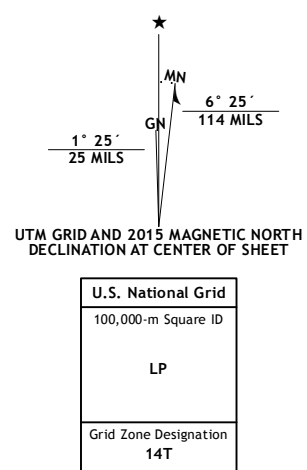 ★
MN
6° 25´
114 MILS
GN
1° 25´
25 MILS
UTM GRID AND 2015 MAGNETIC NORTH
DECLINATION AT CENTER OF SHEET
U.S. National Grid
100,000-m Square ID
LP
Grid Zone Designation
14T